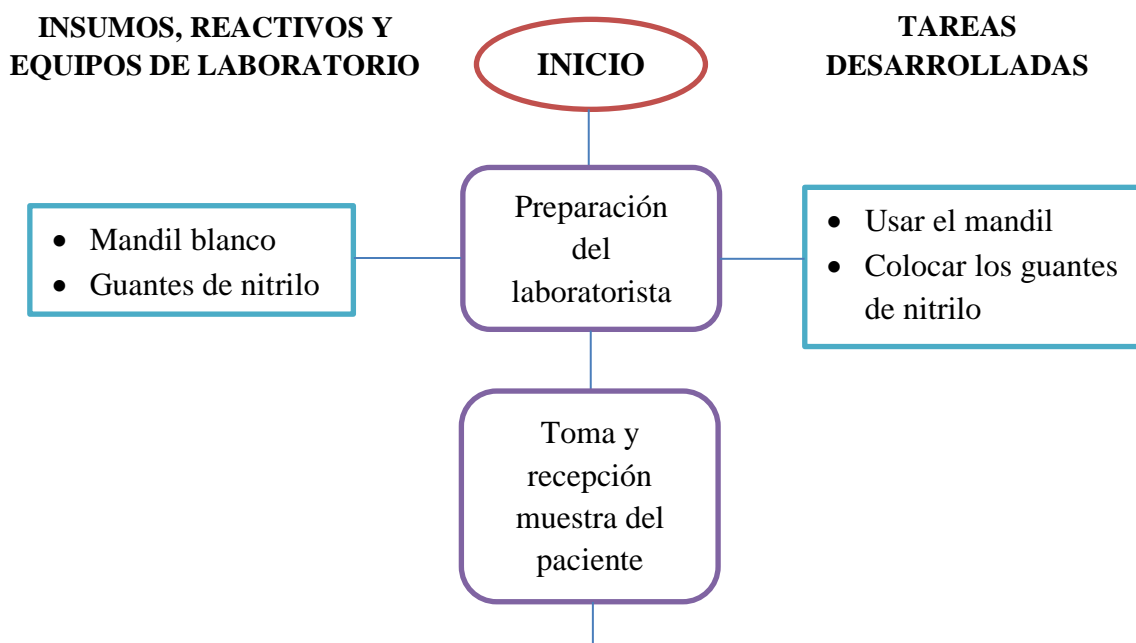 INSUMOS, REACTIVOS Y
EQUIPOS DE LABORATORIO
INICIO
TAREAS
DESARROLLADAS
• Mandil blanco
• Guantes de nitrilo
Preparación
del
laboratorista
• Usar el mandil
• Colocar los guantes
de nitrilo
Toma y
recepción
muestra del
paciente